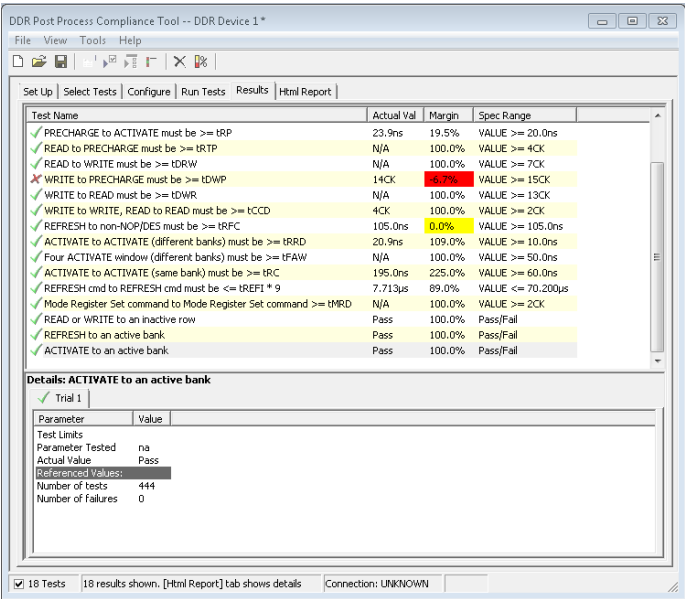 DDR Post Process Compliance Tool -- DDR Device 1 *
File View Tools Help
Set Up Select Tests Configure Run Tests Results Html Report
Test Name Actual Val Margin Spec Range
PRECHARGE to ACTIVATE must be >= tRP 23.9ns 19.5% VALUE >= 20.0ns
READ to PRECHARGE must be >= tRTP N/A 100.0% VALUE >= 4CK
READ to WRITE must be >= tDRW N/A 100.0% VALUE >= 7CK
WRITE to PRECHARGE must be >= tDWP 14CK -6.7% VALUE >= 15CK
WRITE to READ must be >= tDWR N/A 100.0% VALUE >= 13CK
WRITE to WRITE, READ to READ must be >= tCCD 4CK 100.0% VALUE >= 2CK
REFRESH to non-NOP/DES must be >= tRFC 105.0ns 0.0% VALUE >= 105.0ns
ACTIVATE to ACTIVATE (different banks) must be >= tRRD 20.9ns 109.0% VALUE >= 10.0ns
Four ACTIVATE window (different banks) must be >= tFAW N/A 100.0% VALUE >= 50.0ns
ACTIVATE to ACTIVATE (same bank) must be >= tRC 195.0ns 225.0% VALUE >= 60.0ns
REFRESH cmd to REFRESH cmd must be <= tREFI * 9 7.713µs 89.0% VALUE <= 70.200µs
Mode Register Set command to Mode Register Set command >= tMRD N/A 100.0% VALUE >= 2CK
READ or WRITE to an inactive row Pass 100.0% Pass/Fail
REFRESH to an active bank Pass 100.0% Pass/Fail
ACTIVATE to an active bank Pass 100.0% Pass/Fail
Details: ACTIVATE to an active bank
Trial 1
Parameter Value
Test Limits
Parameter Tested na
Actual Value Pass
Referenced Values:
Number of tests 444
Number of failures 0
18 Tests 18 results shown. [Html Report] tab shows details Connection: UNKNOWN